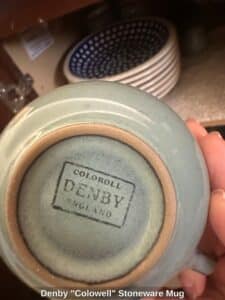 COLOROLL
DENBY
ENGLAND
Denby "Colowell" Stoneware Mug